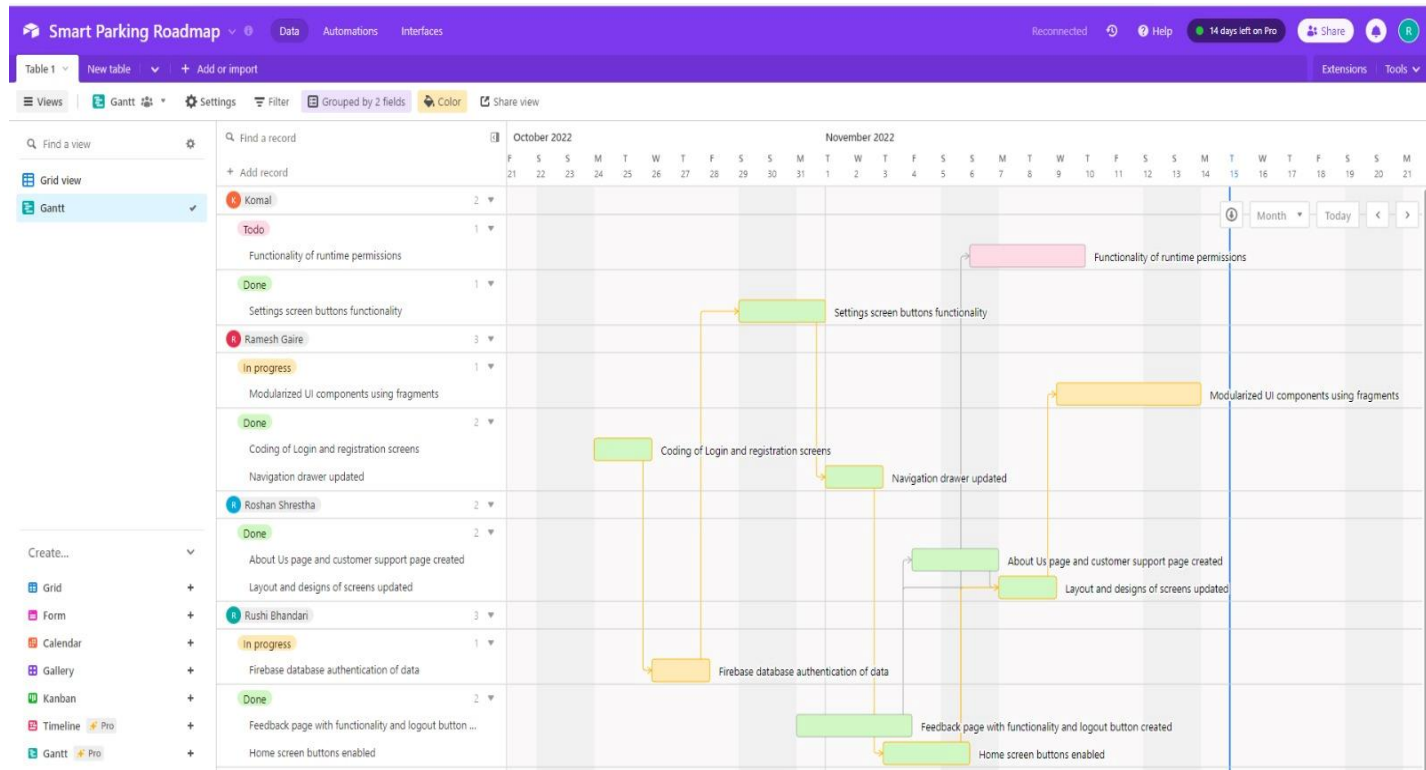 Smart Parking Roadmap
Data
Automations
Interfaces
Reconnected
Help
14 days left on Pro
Share
R
Table 1
New table
+ Add or import
Extensions
Tools
Views
Gantt
Settings
Filter
Grouped by 2 fields
Color
Share view
Find a view
Grid view
Gantt
Find a record
+ Add record
October 2022
November 2022
F S S M T W T F S S M T W T F S S M T W T F S S M T W T F S S M
21 22 23 24 25 26 27 28 29 30 31 1 2 3 4 5 6 7 8 9 10 11 12 13 14 15 16 17 18 19 20 21
Month
Today
K Komal 2
Todo 1
Functionality of runtime permissions
Functionality of runtime permissions
Done 1
Settings screen buttons functionality
Settings screen buttons functionality
R Ramesh Gaire 3
In progress 1
Modularized UI components using fragments
Modularized UI components using fragments
Done 2
Coding of Login and registration screens
Coding of Login and registration screens
Navigation drawer updated
Navigation drawer updated
R Roshan Shrestha 2
Done 2
About Us page and customer support page created
About Us page and customer support page created
Layout and designs of screens updated
Layout and designs of screens updated
R Rushi Bhandari 3
In progress 1
Firebase database authentication of data
Firebase database authentication of data
Done 2
Feedback page with functionality and logout button ...
Feedback page with functionality and logout button created
Home screen buttons enabled
Home screen buttons enabled
Create...
Grid +
Form +
Calendar +
Gallery +
Kanban +
Timeline Pro +
Gantt Pro +